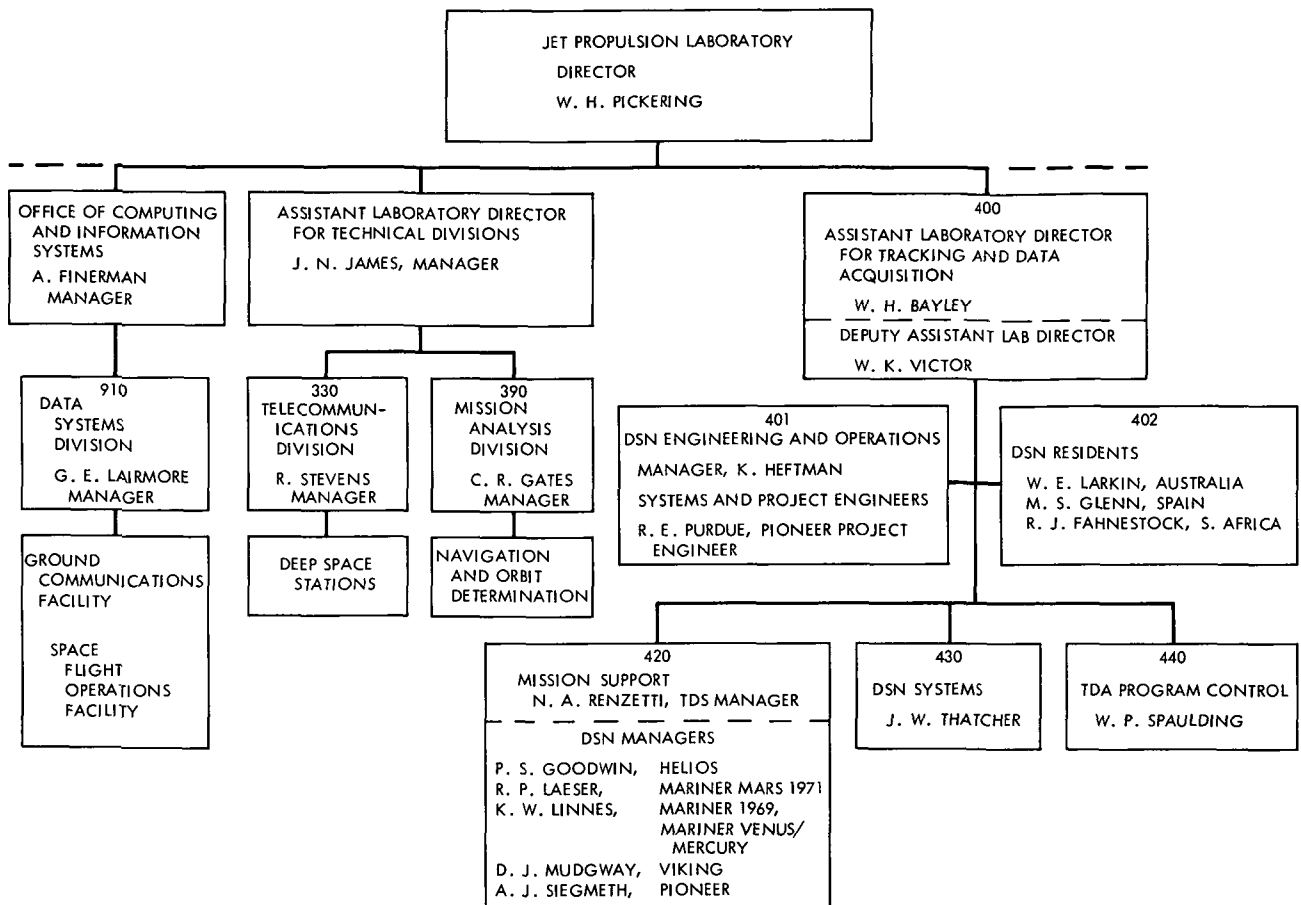 JET PROPULSION LABORATORY
DIRECTOR
W. H. PICKERING
OFFICE OF COMPUTING
AND INFORMATION
SYSTEMS
A. FINERMAN
MANAGER
ASSISTANT LABORATORY DIRECTOR
FOR TECHNICAL DIVISIONS
J. N. JAMES, MANAGER
400
ASSISTANT LABORATORY DIRECTOR
FOR TRACKING AND DATA
ACQUISITION
W. H. BAYLEY
DEPUTY ASSISTANT LAB DIRECTOR
W. K. VICTOR
910
DATA
SYSTEMS
DIVISION
G. E. LAIRMORE
MANAGER
330
TELECOMMUN-
ICATIONS
DIVISION
R. STEVENS
MANAGER
390
MISSION
ANALYSIS
DIVISION
C. R. GATES
MANAGER
401
DSN ENGINEERING AND OPERATIONS
MANAGER, K. HEFTMAN
SYSTEMS AND PROJECT ENGINEERS
R. E. PURDUE, PIONEER PROJECT
ENGINEER
402
DSN RESIDENTS
W. E. LARKIN, AUSTRALIA
M. S. GLENN, SPAIN
R. J. FAHNESTOCK, S. AFRICA
GROUND
COMMUNICATIONS
FACILITY
SPACE
FLIGHT
OPERATIONS
FACILITY
DEEP SPACE
STATIONS
NAVIGATION
AND ORBIT
DETERMINATION
420
MISSION SUPPORT
N. A. RENZETTI, TDS MANAGER
DSN MANAGERS
P. S. GOODWIN, HELIOS
R. P. LAESER, MARINER MARS 1971
K. W. LINNES, MARINER 1969,
MARINER VENUS/
MERCURY
D. J. MUDGWAY, VIKING
A. J. SIEGMETH, PIONEER
430
DSN SYSTEMS
J. W. THATCHER
440
TDA PROGRAM CONTROL
W. P. SPAULDING